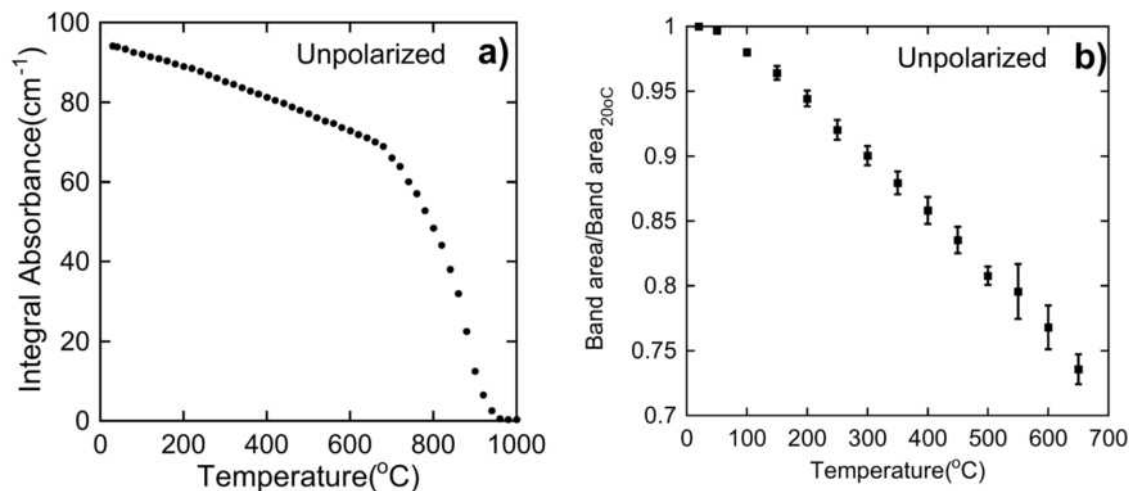 Unpolarized a)
Integral Absorbance(cm⁻¹)
100
80
60
40
20
0
0 200 400 600 800 1000
Temperature(°C)
Unpolarized b)
Band area/Band area₂₀ₒC
1
0.95
0.9
0.85
0.8
0.75
0.7
0 100 200 300 400 500 600 700
Temperature(°C)